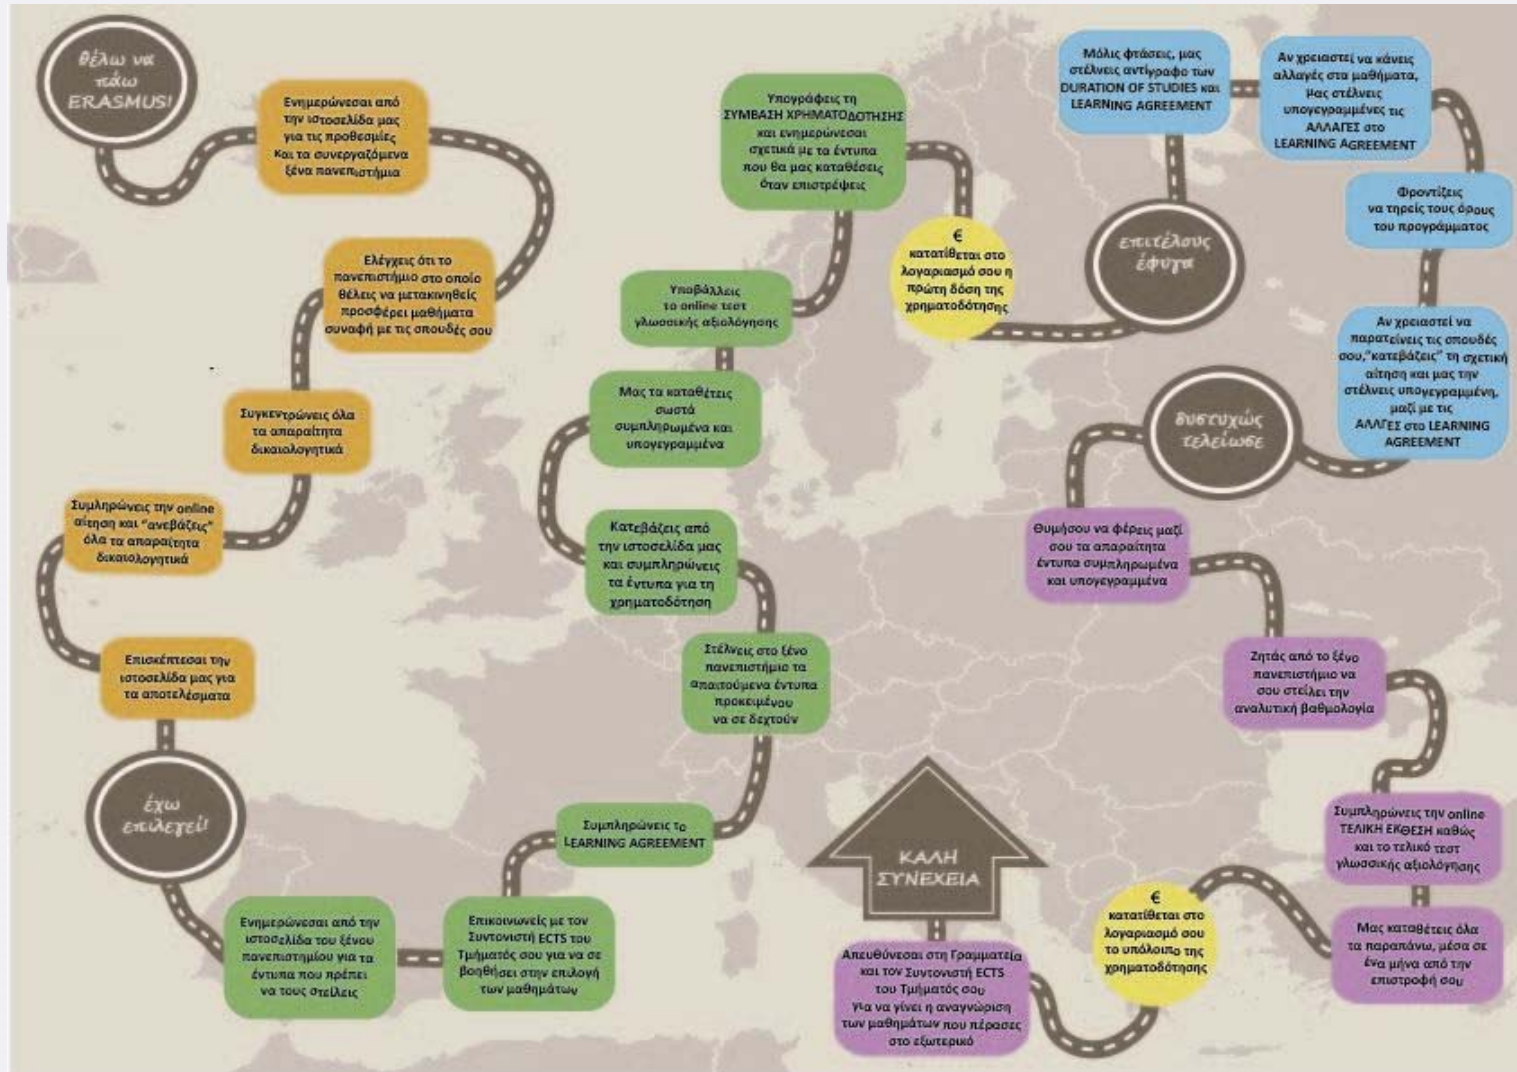 θέλω να
πάω
ERASMUS!
Ενημερώνεσαι από
την ιστοσελίδα μας
για τις προθεσμίες
και τα συνεργαζόμενα
ξένα πανεπιστήμια
Ελέγχεις ότι το
πανεπιστήμιο στο οποίο
θέλεις να μετακινηθείς
προσφέρει μαθήματα
συναφή με τις σπουδές σου
Συγκεντρώνεις όλα
τα απαραίτητα
δικαιολογητικά
Συμληρώνεις την online
αίτηση και "ανεβάζεις"
όλα τα απαραίτητα
δικαιολογητικά
Επισκέπτεσαι την
ιστοσελίδα μας για
τα αποτελέσματα
έχω
επιλεγεί!
Ενημερώνεσαι από την
ιστοσελίδα του ξένου
πανεπιστημίου για τα
έντυπα που πρέπει
να τους στείλεις
Επικοινωνείς με τον
Συντονιστή ECTS του
Τμήματός σου για να σε
βοηθήσει στην επιλογή
των μαθημάτων
Συμπληρώνεις το
LEARNING AGREEMENT
Στέλνεις στο ξένο
πανεπιστήμιο τα
απαιτούμενα έντυπα
προκειμένου
να σε δεχτούν
Κατεβάζεις από
την ιστοσελίδα μας
και συμπληρώνεις
τα έντυπα για τη
χρηματοδότηση
Μας τα καταθέτεις
σωστά
συμπληρωμένα και
υπογεγραμμένα
Υποβάλλεις
το online τεστ
γλωσσικής αξιολόγησης
Υπογράφεις τη
ΣΥΜΒΑΣΗ ΧΡΗΜΑΤΟΔΟΤΗΣΗΣ
και ενημερώνεσαι
σχετικά με τα έντυπα
που θα μας καταθέσεις
όταν επιστρέψεις
€
κατατίθεται στο
λογαριασμό σου η
πρώτη δόση της
χρηματοδότησης
επιτέλους
έφυγα
Μόλις φτάσεις, μας
στέλνεις αντίγραφο των
DURATION OF STUDIES και
LEARNING AGREEMENT
Αν χρειαστεί να κάνεις
αλλαγές στα μαθήματα,
μας στέλνεις
υπογεγραμμένες τις
ΑΛΛΑΓΕΣ στο
LEARNING AGREEMENT
Φροντίζεις
να τηρείς τους όρους
του προγράμματος
Αν χρειαστεί να
παρατείνεις τις σπουδές
σου,"κατεβάζεις" τη σχετική
αίτηση και μας την
στέλνεις υπογεγραμμένη,
μαζί με τις
ΑΛΛΓΕΣ στο LEARNING
AGREEMENT
δυστυχώς
τελείωσε
Θυμήσου να φέρεις μαζί
σου τα απαραίτητα
έντυπα συμπληρωμένα
και υπογεγραμμένα
Ζητάς από το ξένο
πανεπιστήμιο να
σου στείλει την
αναλυτική βαθμολογία
Συμπληρώνεις την online
ΤΕΛΙΚΗ ΕΚΘΕΣΗ καθώς
και το τελικό τεστ
γλωσσικής αξιολόγησης
Μας καταθέτεις όλα
τα παραπάνω, μέσα σε
ένα μήνα από την
επιστροφή σου
€
κατατίθεται στο
λογαριασμό σου
το υπόλοιπο της
χρηματοδότησης
Απευθύνεσαι στη Γραμματεία
και τον Συντονιστή ECTS
του Τμήματός σου
για να γίνει η αναγνώριση
των μαθημάτων που πέρασες
στο εξωτερικό
ΚΑΛΗ
ΣΥΝΕΧΕΙΑ